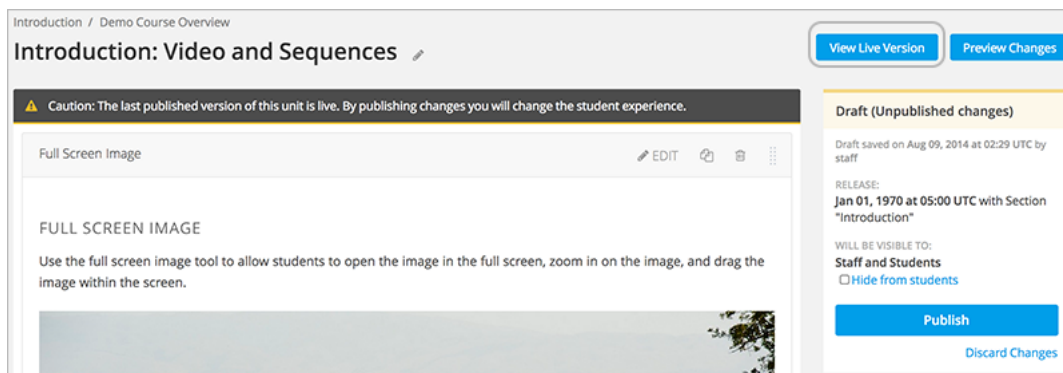 Introduction / Demo Course Overview
Introduction: Video and Sequences
View Live Version
Preview Changes
Caution: The last published version of this unit is live. By publishing changes you will change the student experience.
Full Screen Image
EDIT
FULL SCREEN IMAGE
Use the full screen image tool to allow students to open the image in the full screen, zoom in on the image, and drag the
image within the screen.
Draft (Unpublished changes)
Draft saved on Aug 09, 2014 at 02:29 UTC by
staff
RELEASE:
Jan 01, 1970 at 05:00 UTC with Section
"Introduction"
WILL BE VISIBLE TO:
Staff and Students
Hide from students
Publish
Discard Changes